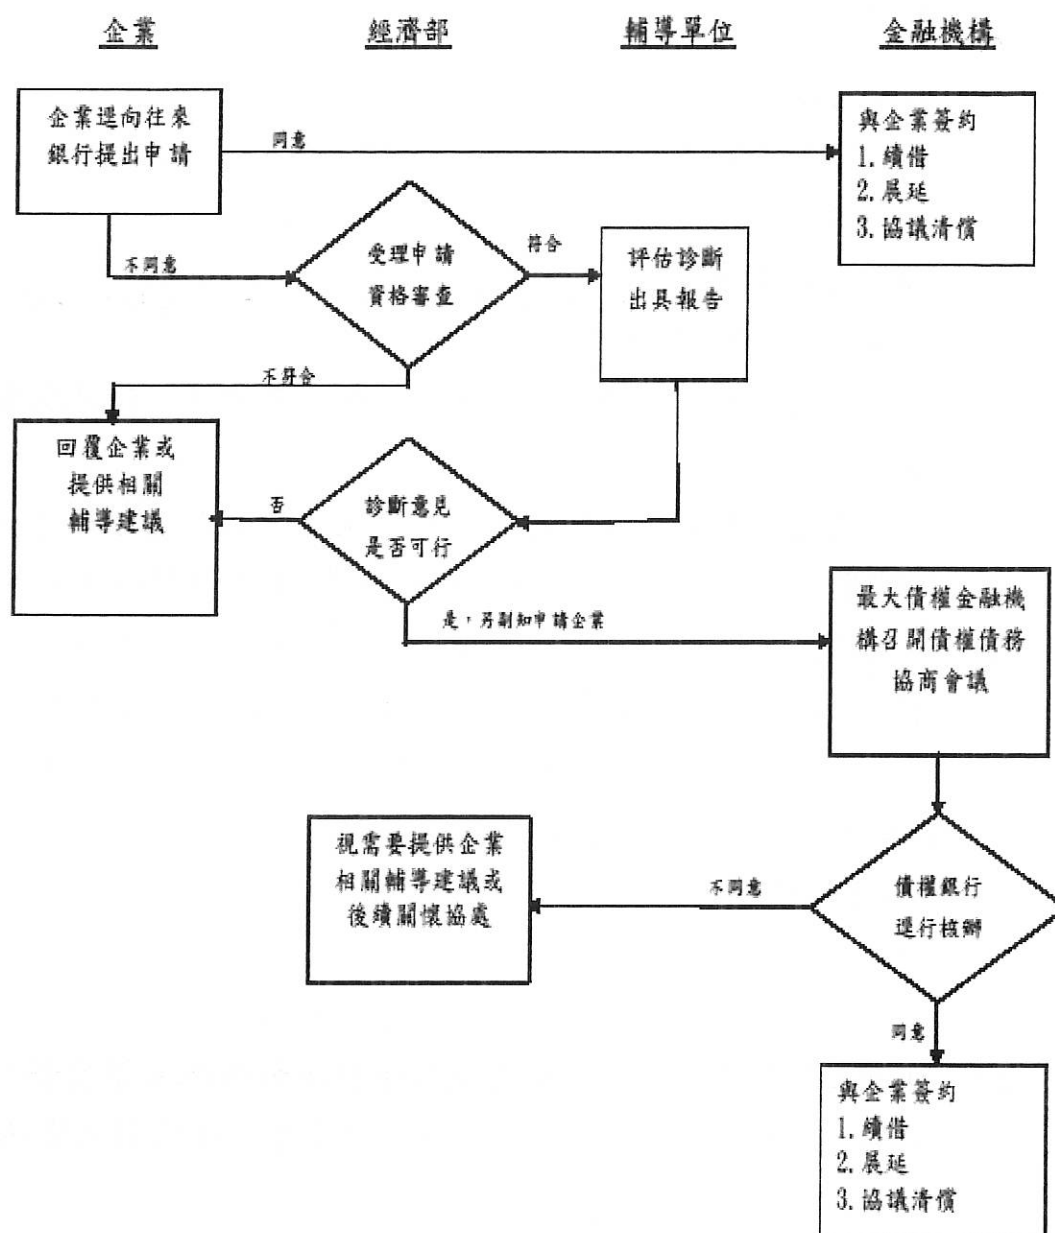 企業
經濟部
輔導單位
金融機構
企業逕向往來
銀行提出申請
同意
與企業簽約
1.續借
2.展延
3.協議清償
不同意
受理申請
資格審查
符合
評估診斷
出具報告
不符合
回覆企業或
提供相關
輔導建議
否
診斷意見
是否可行
是，另副知申請企業
最大債權金融機
構召開債權債務
協商會議
視需要提供企業
相關輔導建議或
後續關懷協處
不同意
債權銀行
逕行核辦
同意
與企業簽約
1.續借
2.展延
3.協議清償